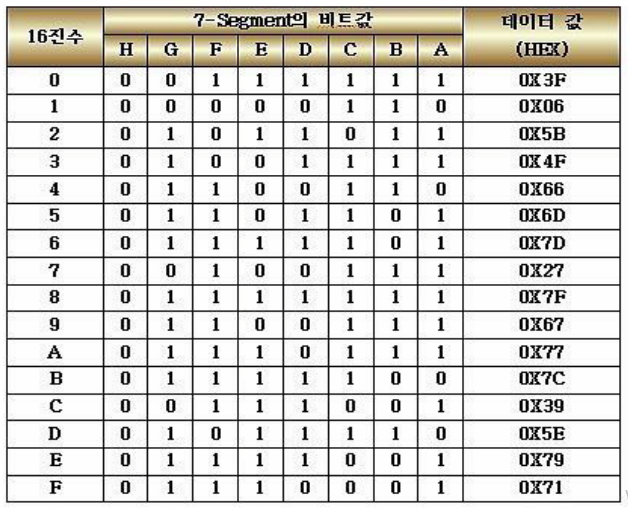 16진수 7-Segment의 비트값 데이터 값 (HEX)
H G F E D C B A
0 0 0 1 1 1 1 1 1 0X3F
1 0 0 0 0 0 1 1 0 0X06
2 0 1 0 1 1 0 1 1 0X5B
3 0 1 0 0 1 1 1 1 0X4F
4 0 1 1 0 0 1 1 0 0X66
5 0 1 1 0 1 1 0 1 0X6D
6 0 1 1 1 1 1 0 1 0X7D
7 0 0 1 0 0 1 1 1 0X27
8 0 1 1 1 1 1 1 1 0X7F
9 0 1 1 0 0 1 1 1 0X67
A 0 1 1 1 0 1 1 1 0X77
B 0 1 1 1 1 1 0 0 0X7C
C 0 0 1 1 1 0 0 1 0X39
D 0 1 0 1 1 1 1 0 0X5E
E 0 1 1 1 1 0 0 1 0X79
F 0 1 1 1 0 0 0 1 0X71